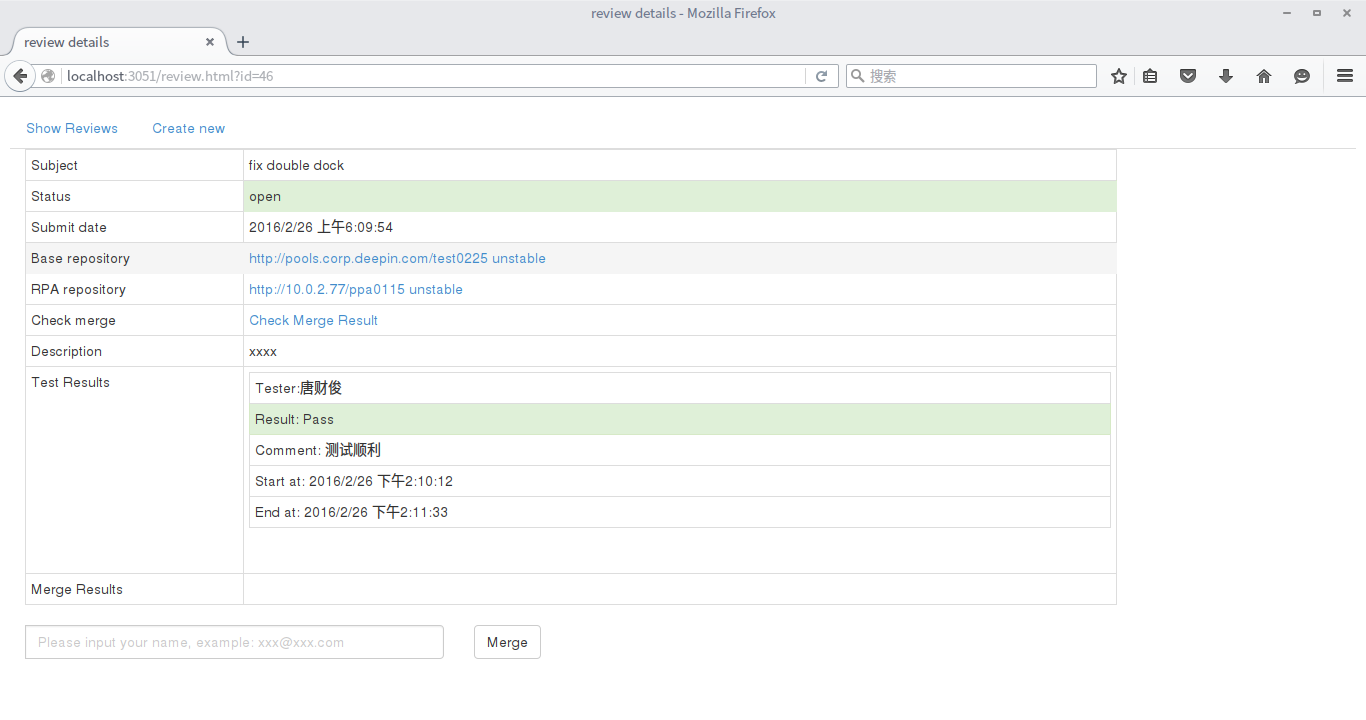 review details - Mozilla Firefox
review details
localhost:3051/review.html?id=46
搜索
Show Reviews Create new
Subject fix double dock
Status open
Submit date 2016/2/26 上午6:09:54
Base repository http://pools.corp.deepin.com/test0225 unstable
RPA repository http://10.0.2.77/ppa0115 unstable
Check merge Check Merge Result
Description xxxx
Test Results
Tester:唐财俊
Result: Pass
Comment: 测试顺利
Start at: 2016/2/26 下午2:10:12
End at: 2016/2/26 下午2:11:33
Merge Results
Please input your name, example: xxx@xxx.com Merge